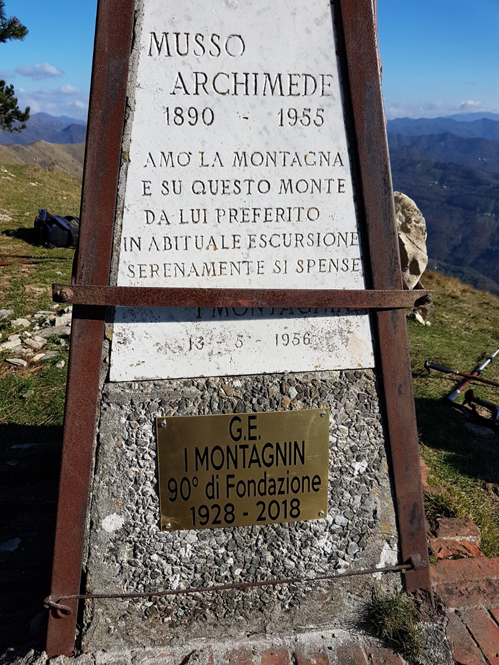 MUSSO
ARCHIMEDE
1890 - 1955
AMÒ LA MONTAGNA
E SU QUESTO MONTE
DA LUI PREFERITO
IN ABITUALE ESCURSIONE
SERENAMENTE SI SPENSE
I MONTAGNIN
13 - 5 - 1956
G.E.
I MONTAGNIN
90° di Fondazione
1928 - 2018